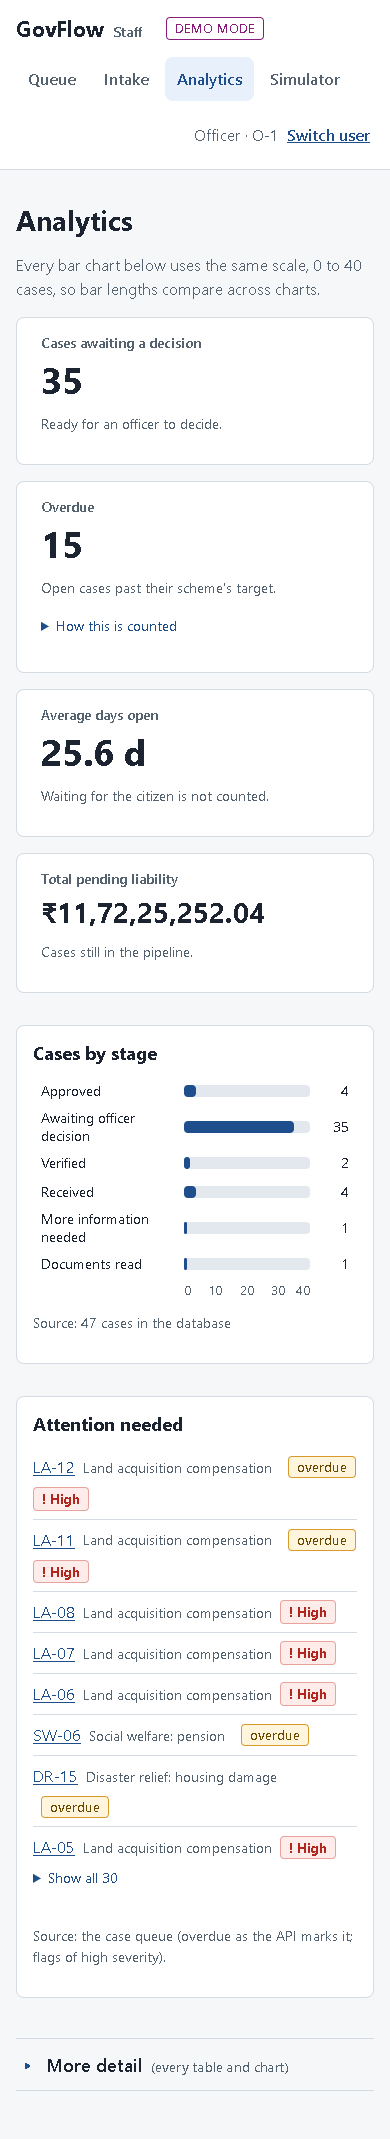 GovFlow Staff DEMO MODE
Queue Intake Analytics Simulator
Officer · O-1 Switch user
Analytics
Every bar chart below uses the same scale, 0 to 40
cases, so bar lengths compare across charts.
Cases awaiting a decision
35
Ready for an officer to decide.
Overdue
15
Open cases past their scheme's target.
How this is counted
Average days open
25.6 d
Waiting for the citizen is not counted.
Total pending liability
₹11,72,25,252.04
Cases still in the pipeline.
Cases by stage
Approved 4
Awaiting officer
decision 35
Verified 2
Received 4
More information
needed 1
Documents read 1
0 10 20 30 40
Source: 47 cases in the database
Attention needed
LA-12 Land acquisition compensation overdue
! High
LA-11 Land acquisition compensation overdue
! High
LA-08 Land acquisition compensation ! High
LA-07 Land acquisition compensation ! High
LA-06 Land acquisition compensation ! High
SW-06 Social welfare: pension overdue
DR-15 Disaster relief: housing damage
overdue
LA-05 Land acquisition compensation ! High
Show all 30
Source: the case queue (overdue as the API marks it;
flags of high severity).
More detail (every table and chart)